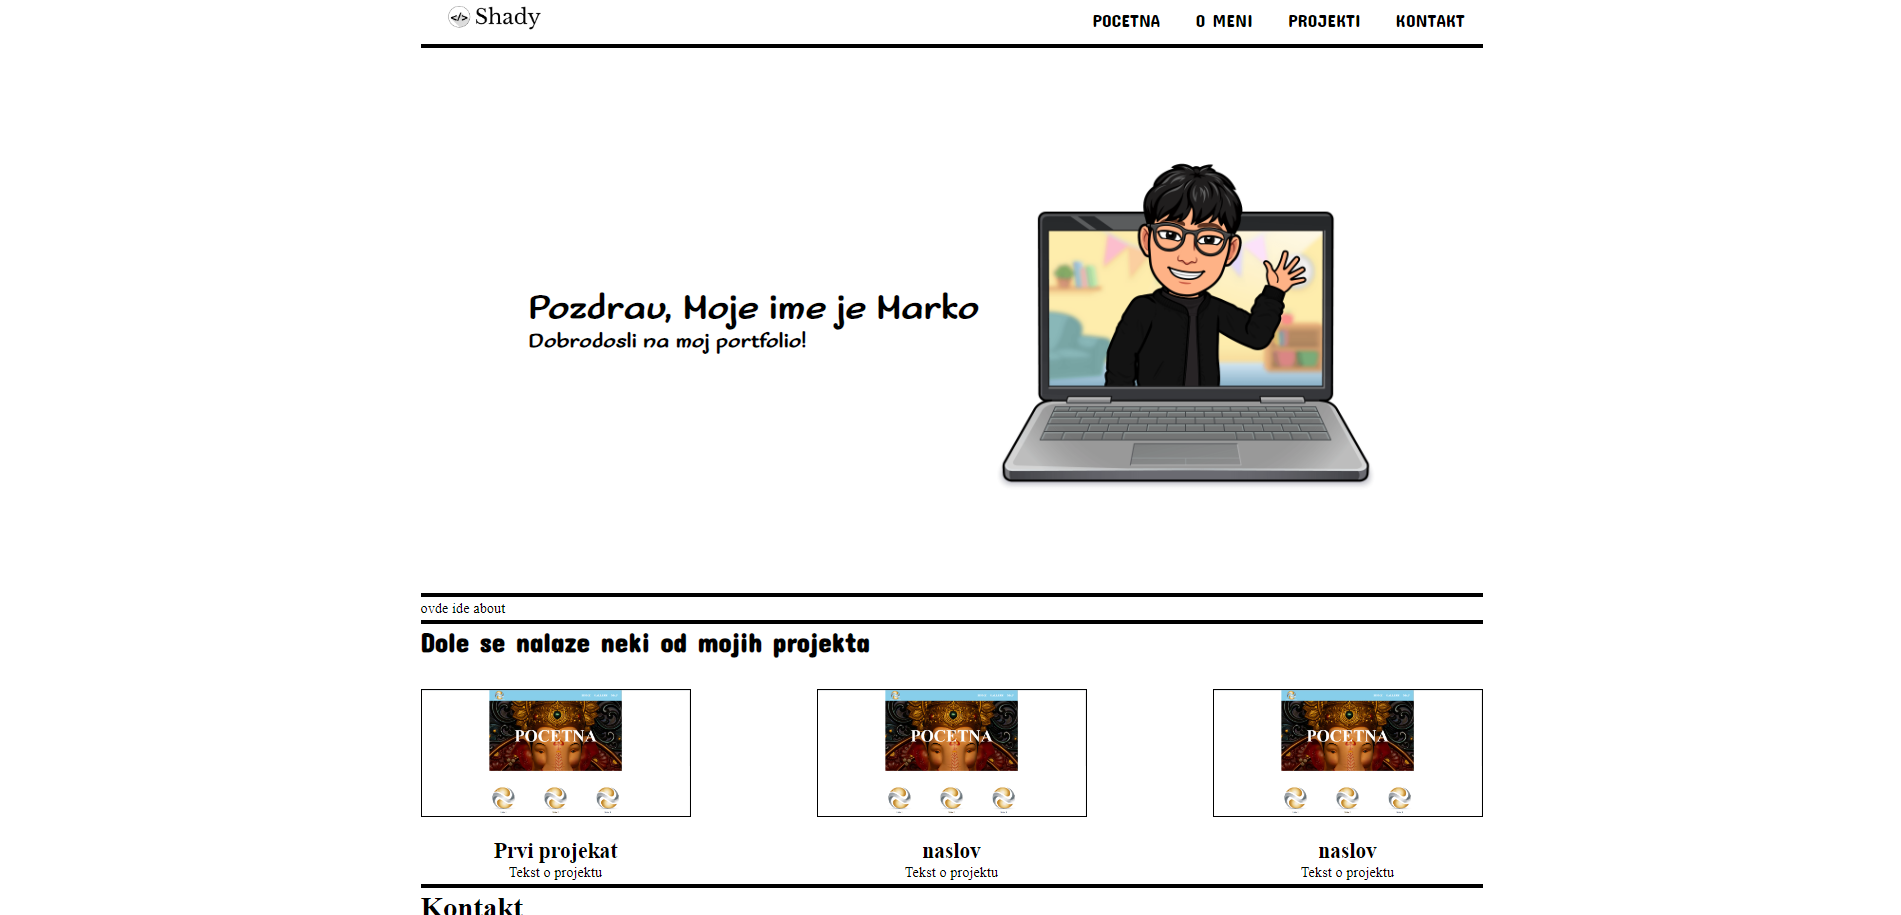 </> Shady
POCETNA O MENI PROJEKTI KONTAKT
Pozdrav, Moje ime je Marko
Dobrodosli na moj portfolio!
ovde ide about
Dole se nalaze neki od mojih projekta
POCETNA POCETNA POCETNA
Prvi projekat naslov naslov
Tekst o projektu Tekst o projektu Tekst o projektu
Kontakt